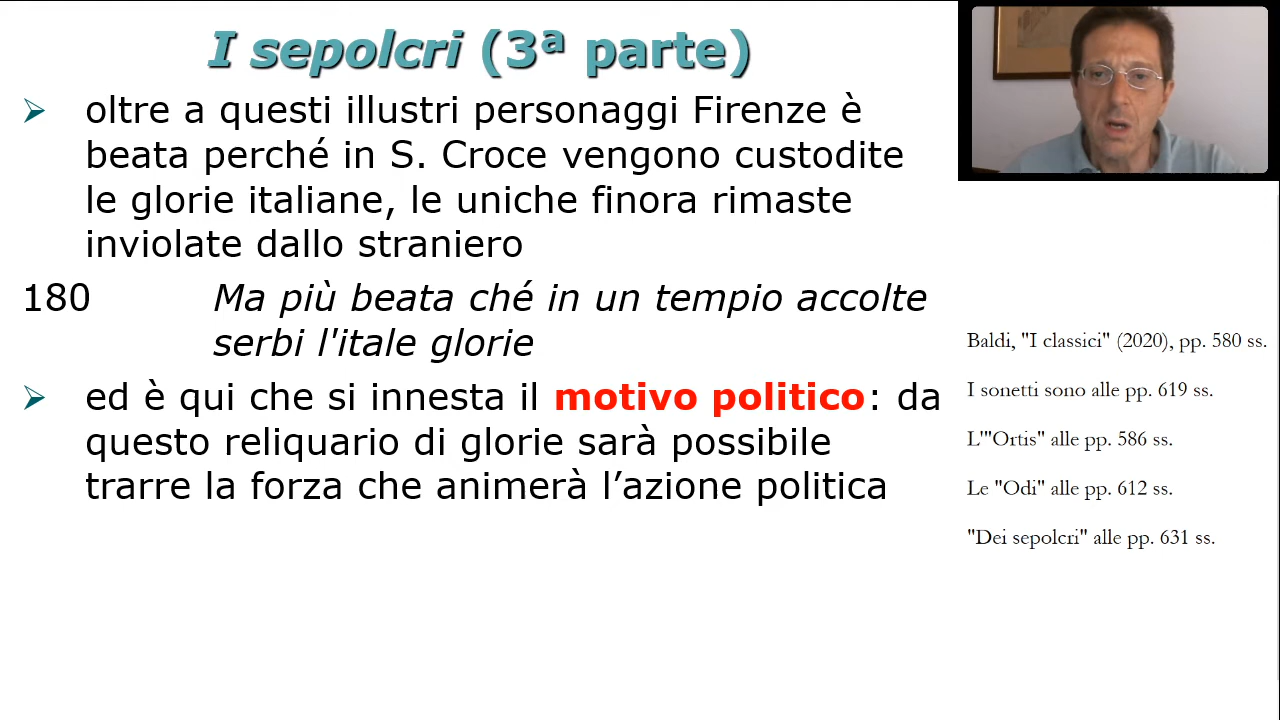 I sepolcri (3ª parte)
oltre a questi illustri personaggi Firenze è
beata perché in S. Croce vengono custodite
le glorie italiane, le uniche finora rimaste
inviolate dallo straniero
180 Ma più beata ché in un tempio accolte
serbi l'itale glorie
ed è qui che si innesta il motivo politico: da
questo reliquario di glorie sarà possibile
trarre la forza che animerà l’azione politica
Baldi, "I classici" (2020), pp. 580 ss.
I sonetti sono alle pp. 619 ss.
L'"Ortis" alle pp. 586 ss.
Le "Odi" alle pp. 612 ss.
"Dei sepolcri" alle pp. 631 ss.